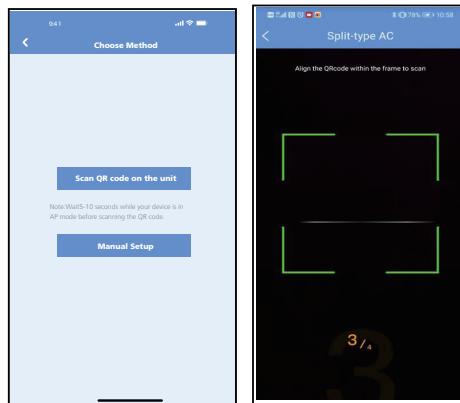 9:41
Choose Method
Scan QR code on the unit
Note:Wait5-10 seconds while your device is in
AP mode before scanning the QR code.
Manual Setup
78% 10:58
Split-type AC
Align the QRcode within the frame to scan
3/4
3